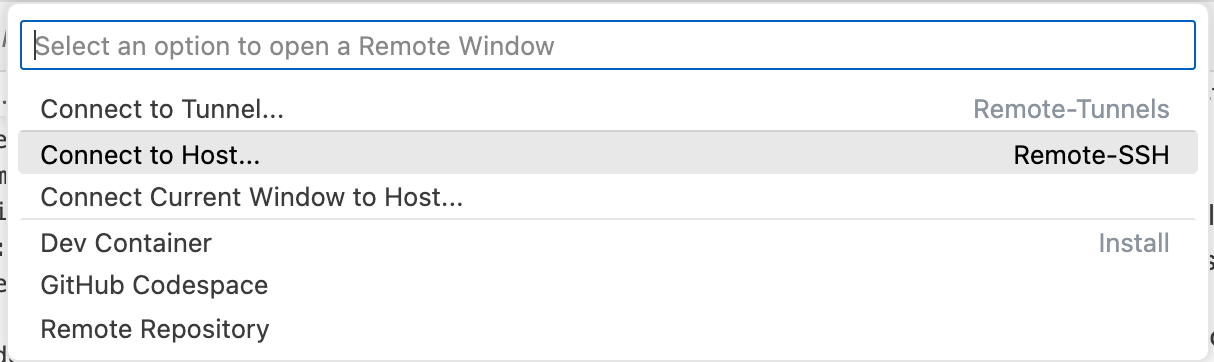 Select an option to open a Remote Window
Connect to Tunnel... Remote-Tunnels
Connect to Host... Remote-SSH
Connect Current Window to Host...
Dev Container Install
GitHub Codespace
Remote Repository